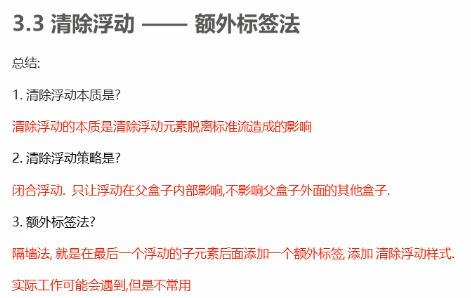 3.3 清除浮动 —— 额外标签法
总结:
1. 清除浮动本质是?
清除浮动的本质是清除浮动元素脱离标准流造成的影响
2. 清除浮动策略是?
闭合浮动. 只让浮动在父盒子内部影响,不影响父盒子外面的其他盒子.
3. 额外标签法?
隔墙法, 就是在最后一个浮动的子元素后面添加一个额外标签, 添加 清除浮动样式.
实际工作可能会遇到,但是不常用